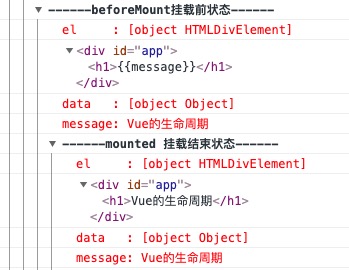 ------beforeMount挂载前状态------
el : [object HTMLDivElement]
<div id="app">
<h1>{{message}}</h1>
</div>
data : [object Object]
message: Vue的生命周期
------mounted 挂载结束状态------
el : [object HTMLDivElement]
<div id="app">
<h1>Vue的生命周期</h1>
</div>
data : [object Object]
message: Vue的生命周期